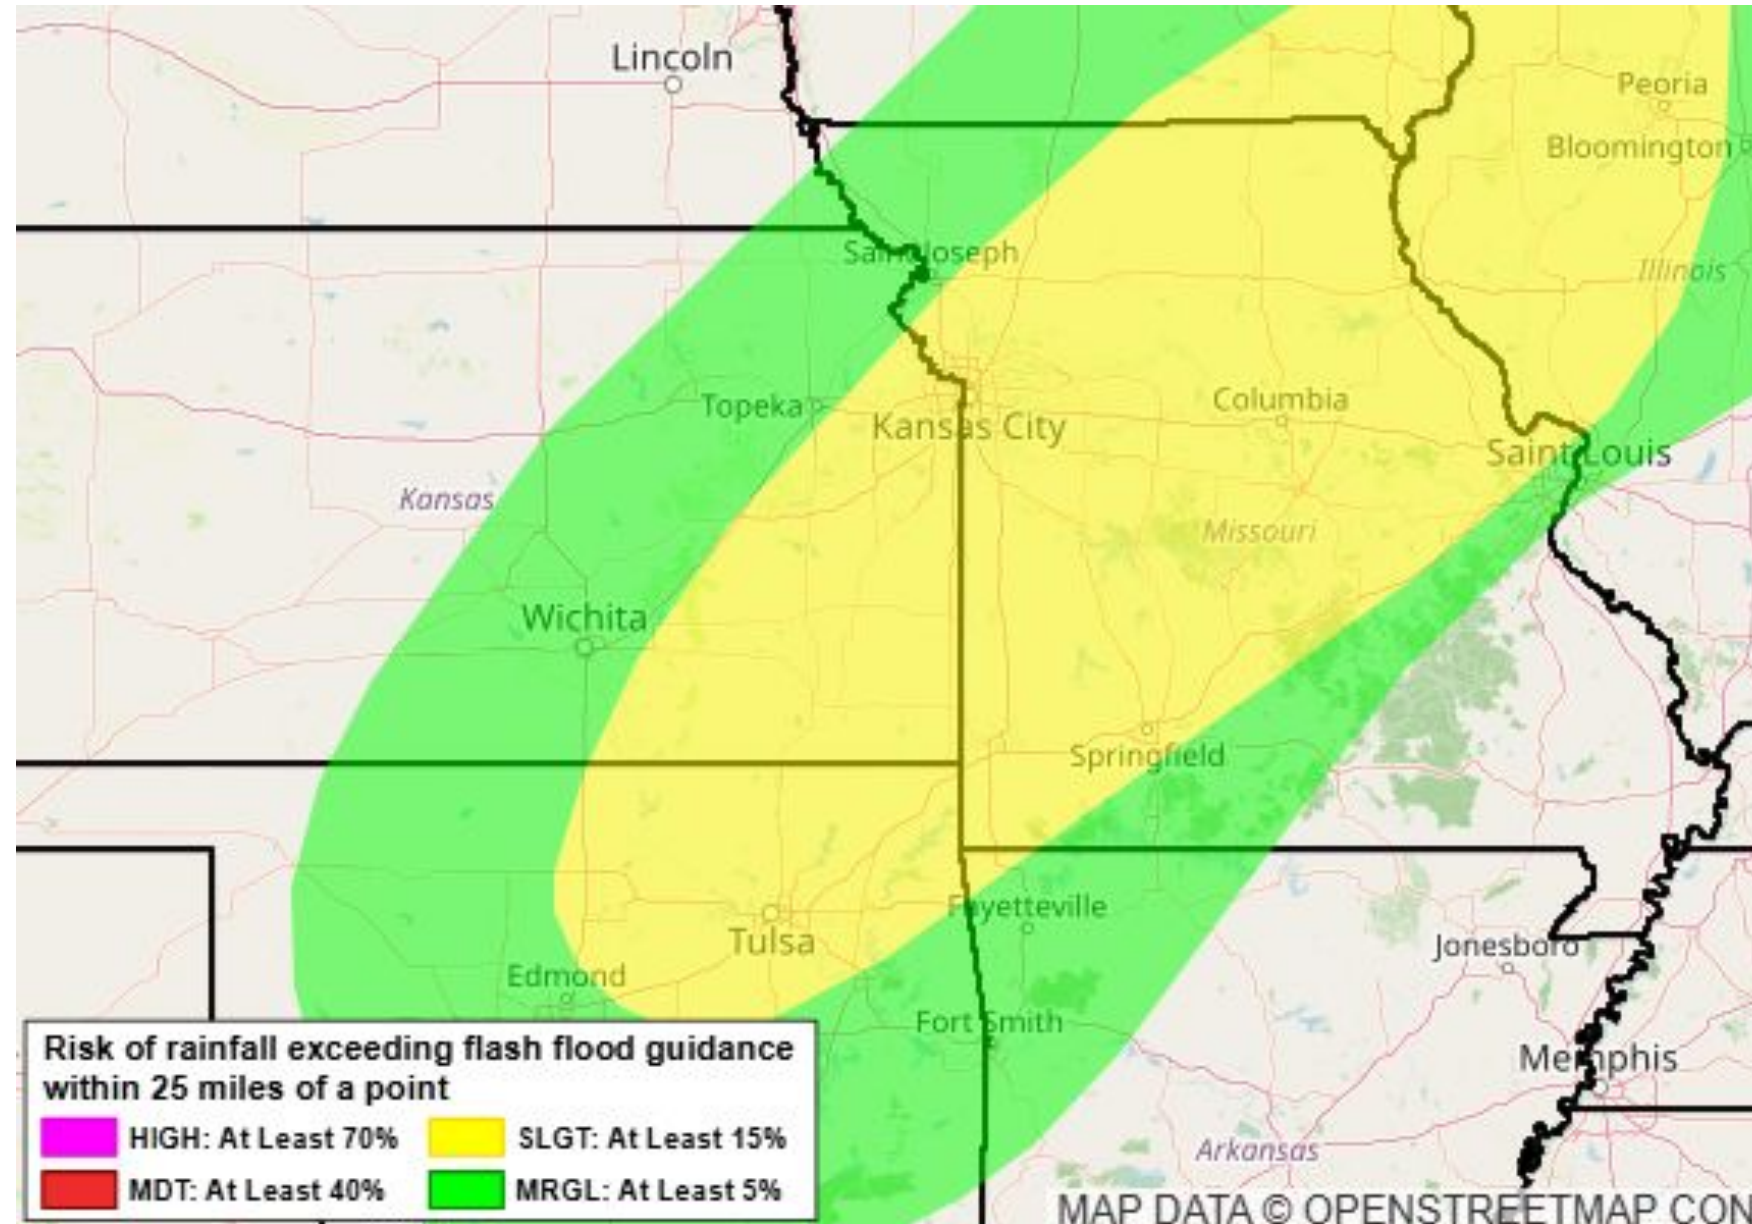 Lincoln
Peoria
Bloomington
Saint Joseph
Illinois
Topeka
Kansas City
Columbia
Saint Louis
Kansas
Missouri
Wichita
Springfield
Fayetteville
Tulsa
Jonesboro
Edmond
Fort Smith
Memphis
Arkansas
Risk of rainfall exceeding flash flood guidance
within 25 miles of a point
HIGH: At Least 70%
SLGT: At Least 15%
MDT: At Least 40%
MRGL: At Least 5%
MAP DATA © OPENSTREETMAP CON